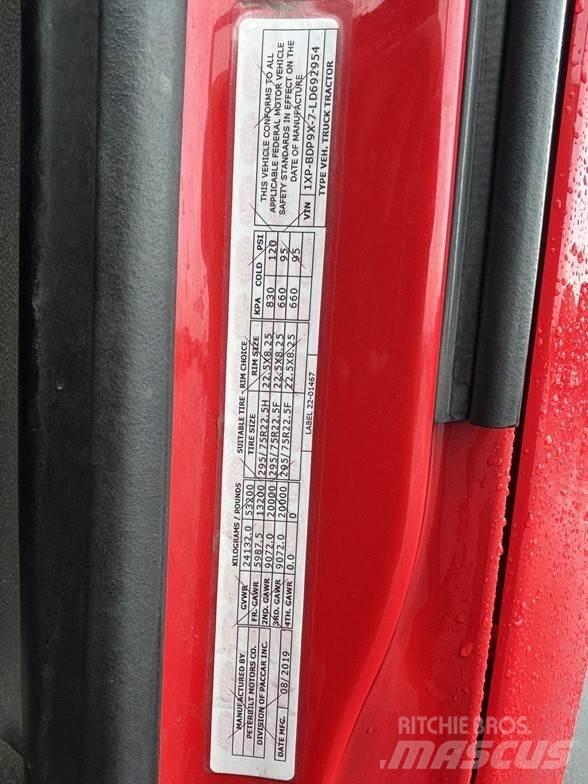 MANUFACTURED BY
PETERBILT MOTORS CO.
DIVISION OF PACCAR INC.
DATE MFG. 08/2019
KILOGRAMS / POUNDS
GVWR 24132.0 53200
FR. GAWR 5987.5 13200
2ND. GAWR 9072.0 20000
3RD. GAWR 9072.0 20000
4TH. GAWR 0.0 0
SUITABLE TIRE - RIM CHOICE
TIRE SIZE RIM SIZE
295/75R22.5H 22.5X8.25
295/75R22.5F 22.5X8.25
295/75R22.5F 22.5X8.25
LABEL 22-01467
COLD
KPA PSI
830 120
660 95
660 95
THIS VEHICLE CONFORMS TO ALL
APPLICABLE FEDERAL MOTOR VEHICLE
SAFETY STANDARDS IN EFFECT ON THE
DATE OF MANUFACTURE
VIN 1XP-BDP9X-7-LD692954
TYPE VEH. TRUCK TRACTOR
RITCHIE BROS.
MASCUS